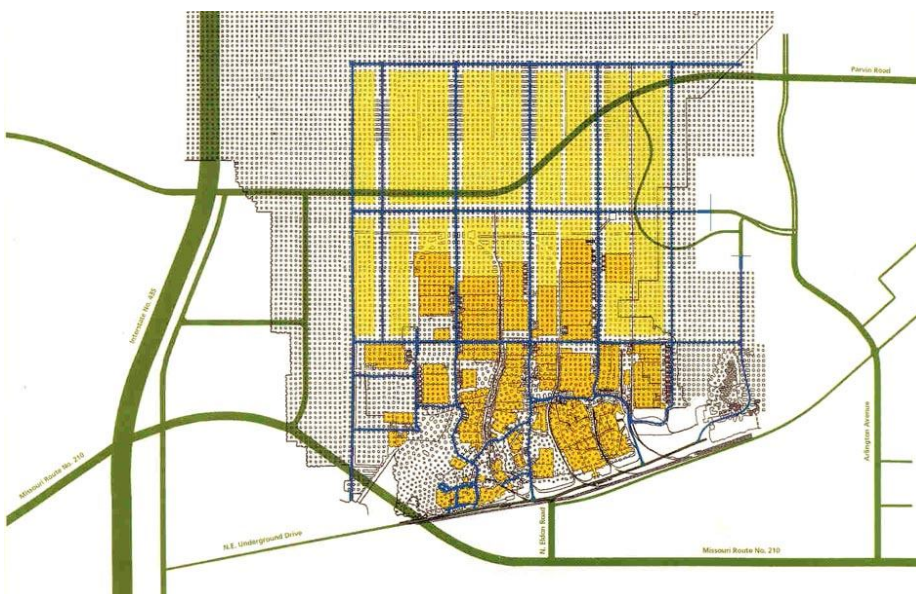 Parvin Road
Interstate No. 435
Missouri Route No. 210
N.E. Underground Drive
N. Eldon Road
Missouri Route No. 210
Arlington Avenue